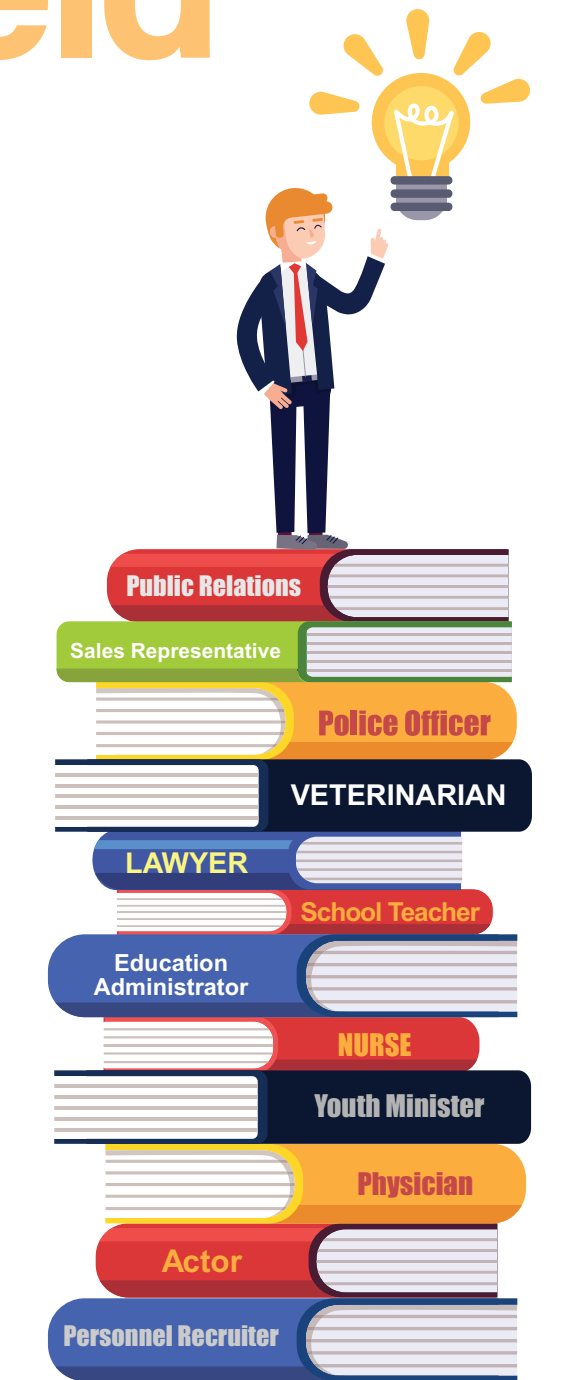 Public Relations
Sales Representative
Police Officer
VETERINARIAN
LAWYER
School Teacher
Education
Administrator
NURSE
Youth Minister
Physician
Actor
Personnel Recruiter